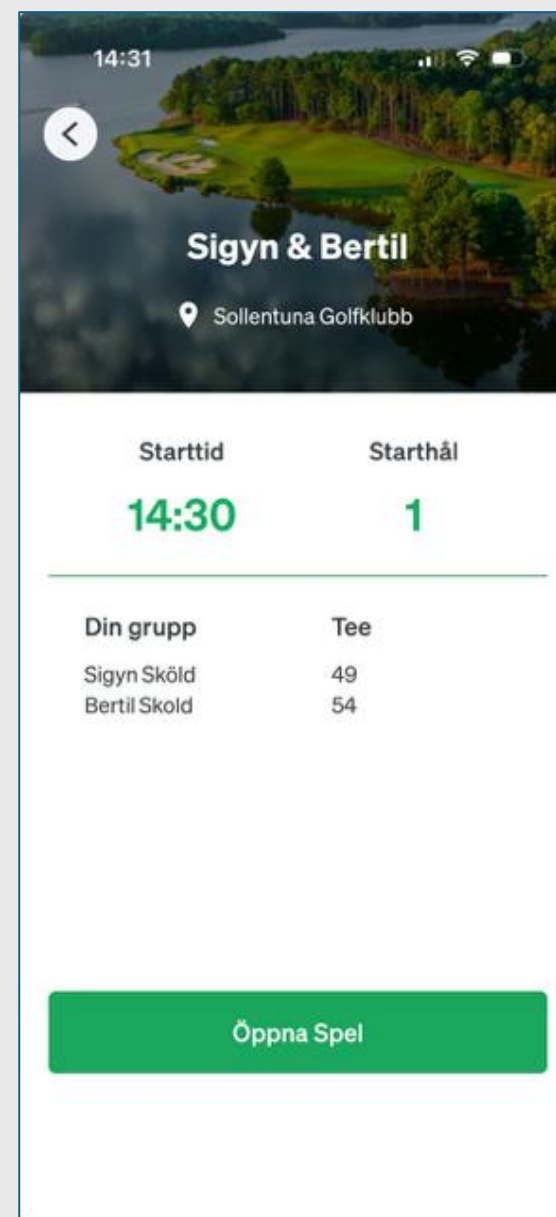 14:31
Sigyn & Bertil
Sollentuna Golfklubb
Starttid Starthål
14:30 1
Din grupp Tee
Sigyn Sköld 49
Bertil Skold 54
Öppna Spel